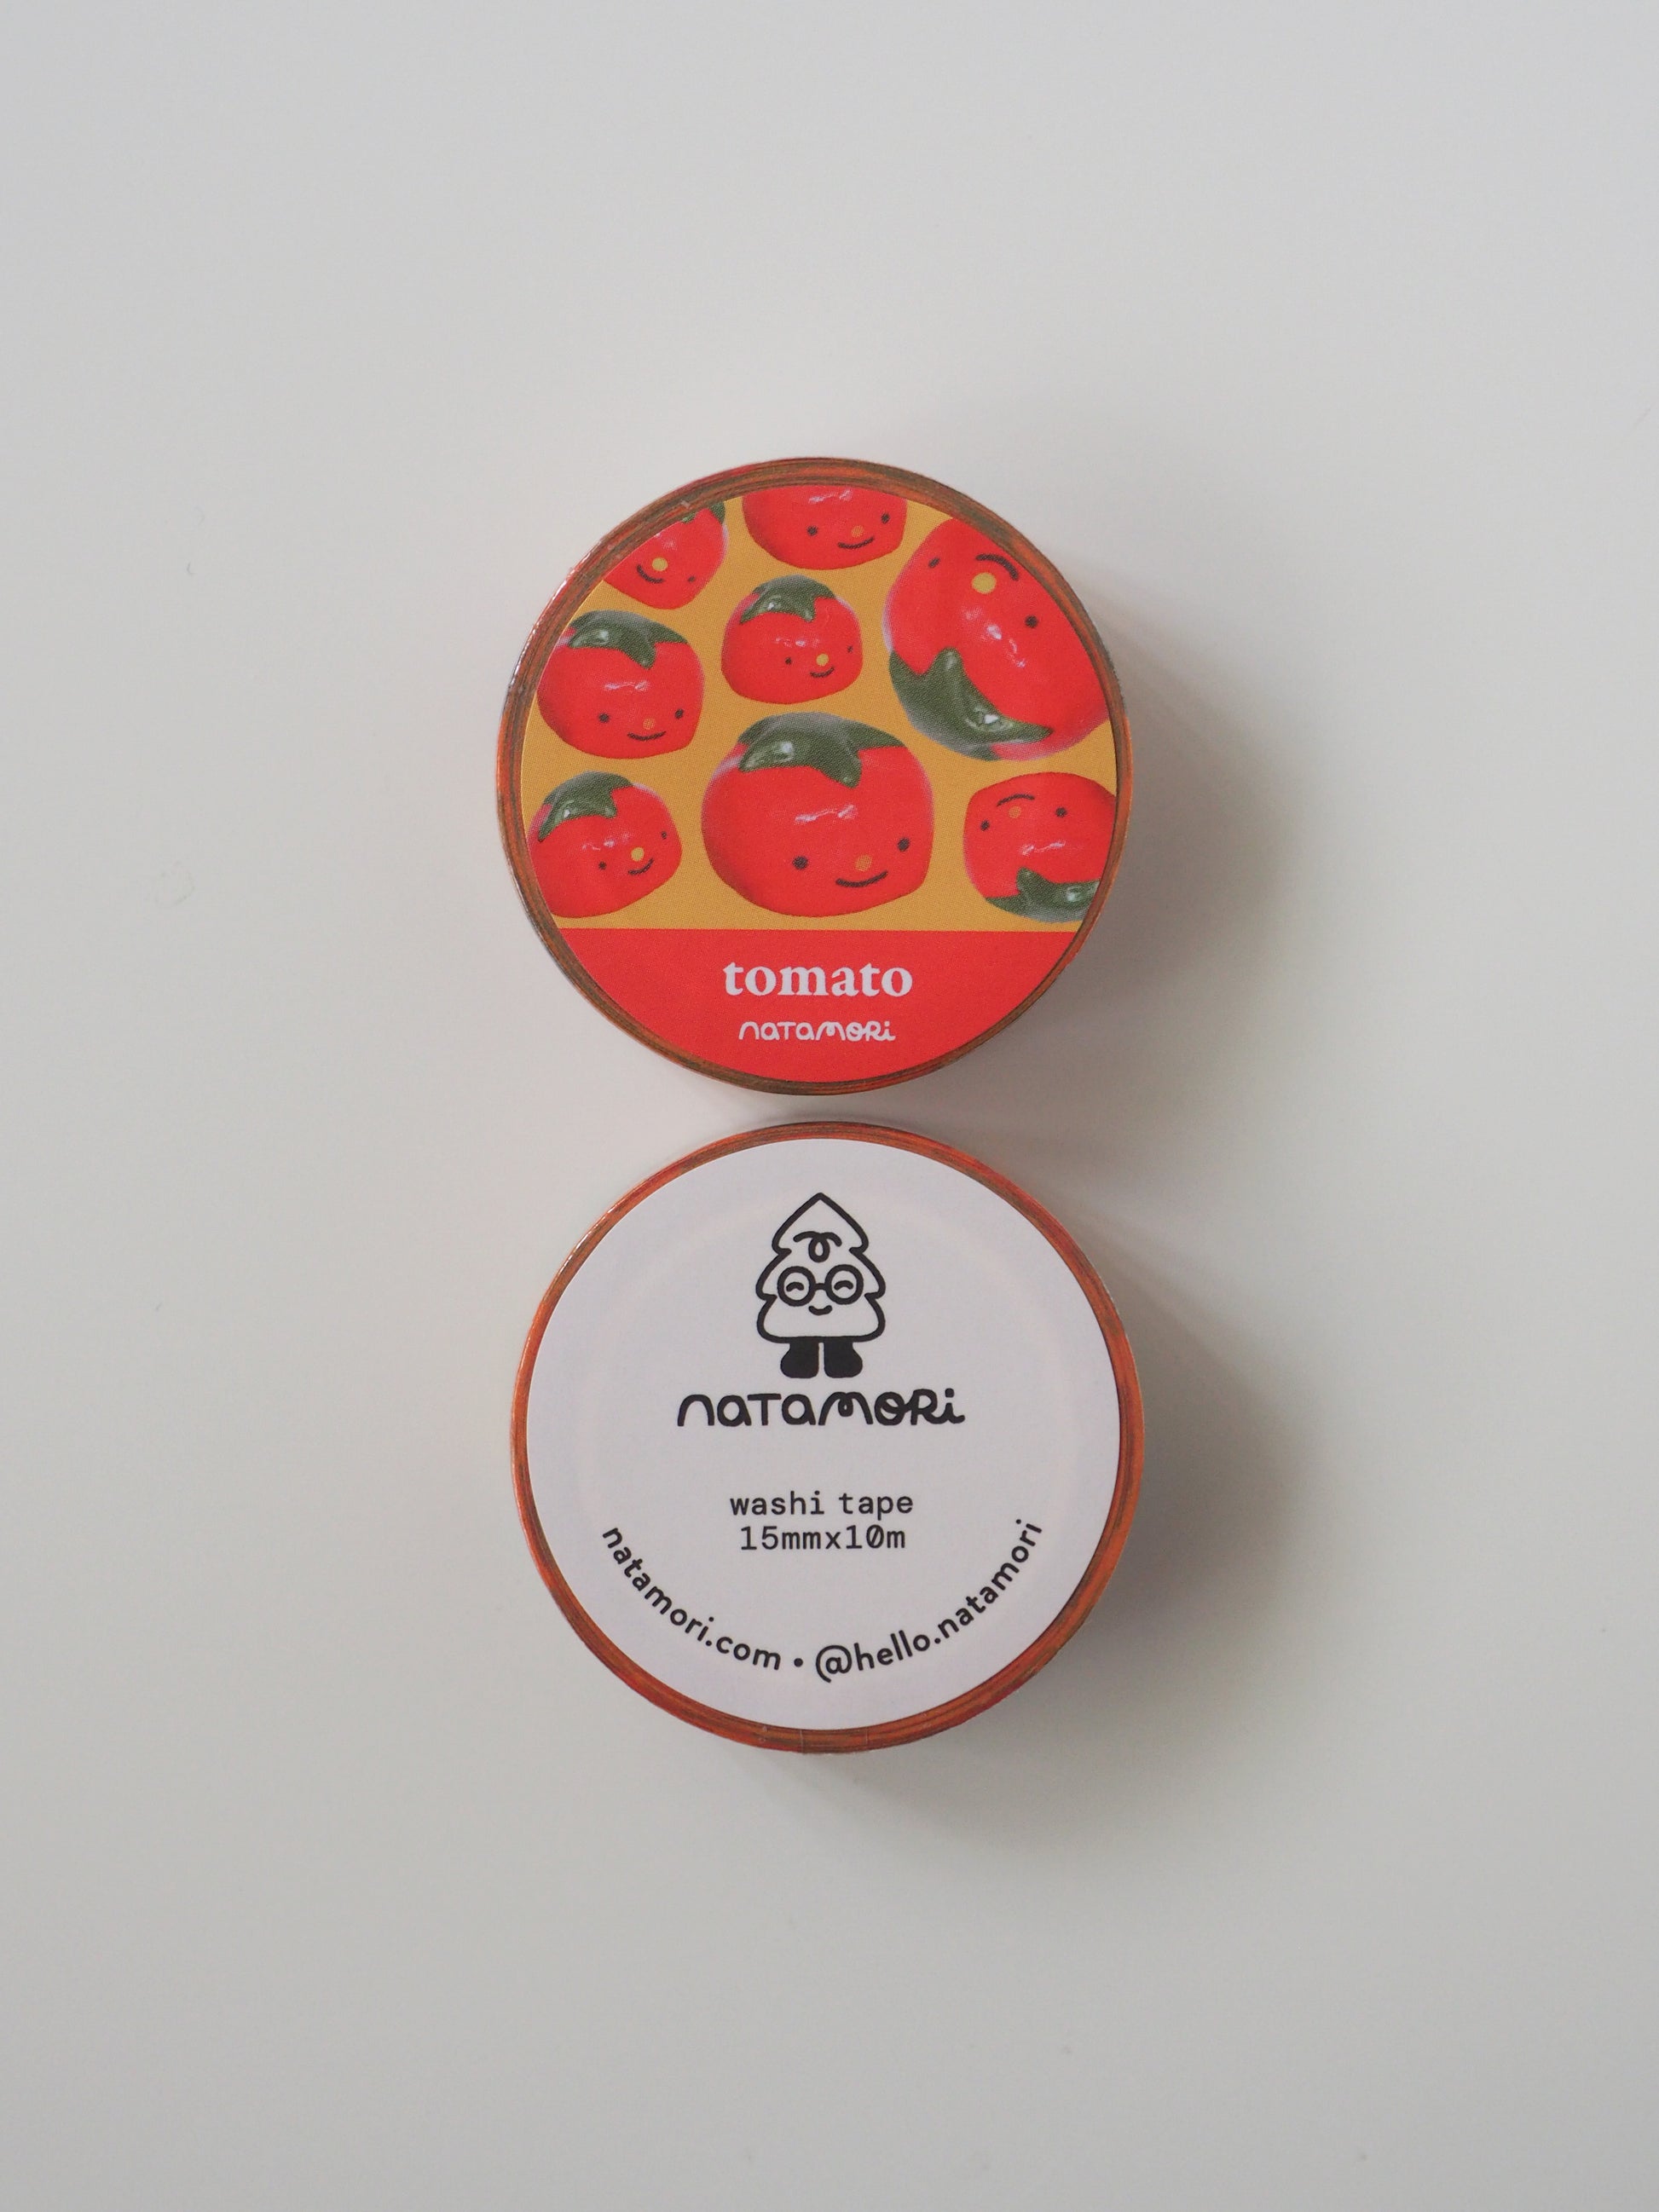 tomato
natamori
natamori
washi tape
15mmx10m
natamori.com • @hello.natamori